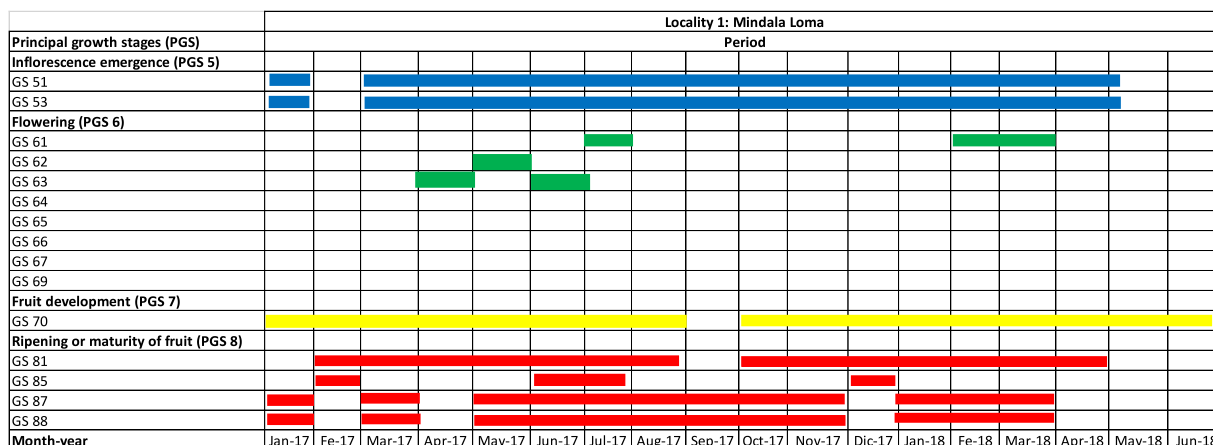 Locality 1: Mindala Loma
Principal growth stages (PGS) Period
Inflorescence emergence (PGS 5)
GS 51
GS 53
Flowering (PGS 6)
GS 61
GS 62
GS 63
GS 64
GS 65
GS 66
GS 67
GS 69
Fruit development (PGS 7)
GS 70
Ripening or maturity of fruit (PGS 8)
GS 81
GS 85
GS 87
GS 88
Month-year Jan-17 Fe-17 Mar-17 Apr-17 May-17 Jun-17 Jul-17 Aug-17 Sep-17 Oct-17 Nov-17 Dic-17 Jan-18 Feb-18 Mar-18 Apr-18 May-18 Jun-18